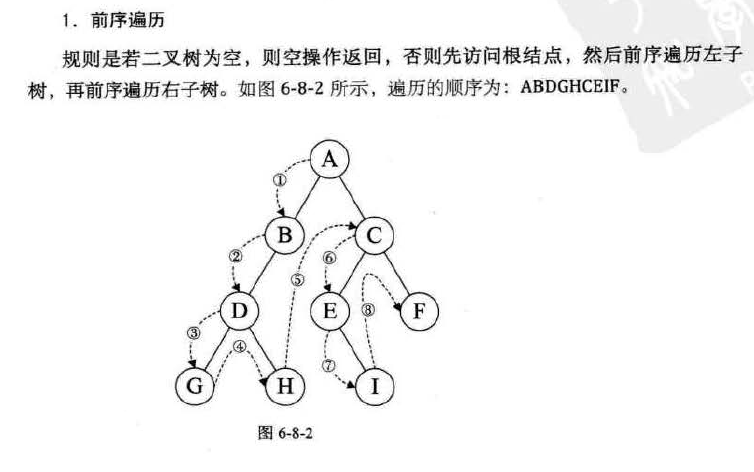 1．前序遍历
规则是若二叉树为空，则空操作返回，否则先访问根结点，然后前序遍历左子
树，再前序遍历右子树。如图 6-8-2 所示，遍历的顺序为：ABDGHCEIF。
A
①
B
C
②
⑤
⑥
D
E
⑧
F
③
④
⑦
G
H
I
图 6-8-2